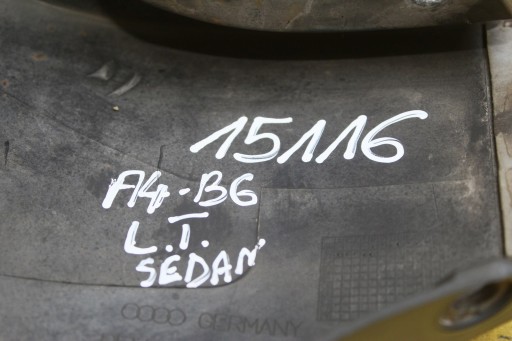 15116
A4-B6
L.T.
SEDAN
GERMANY